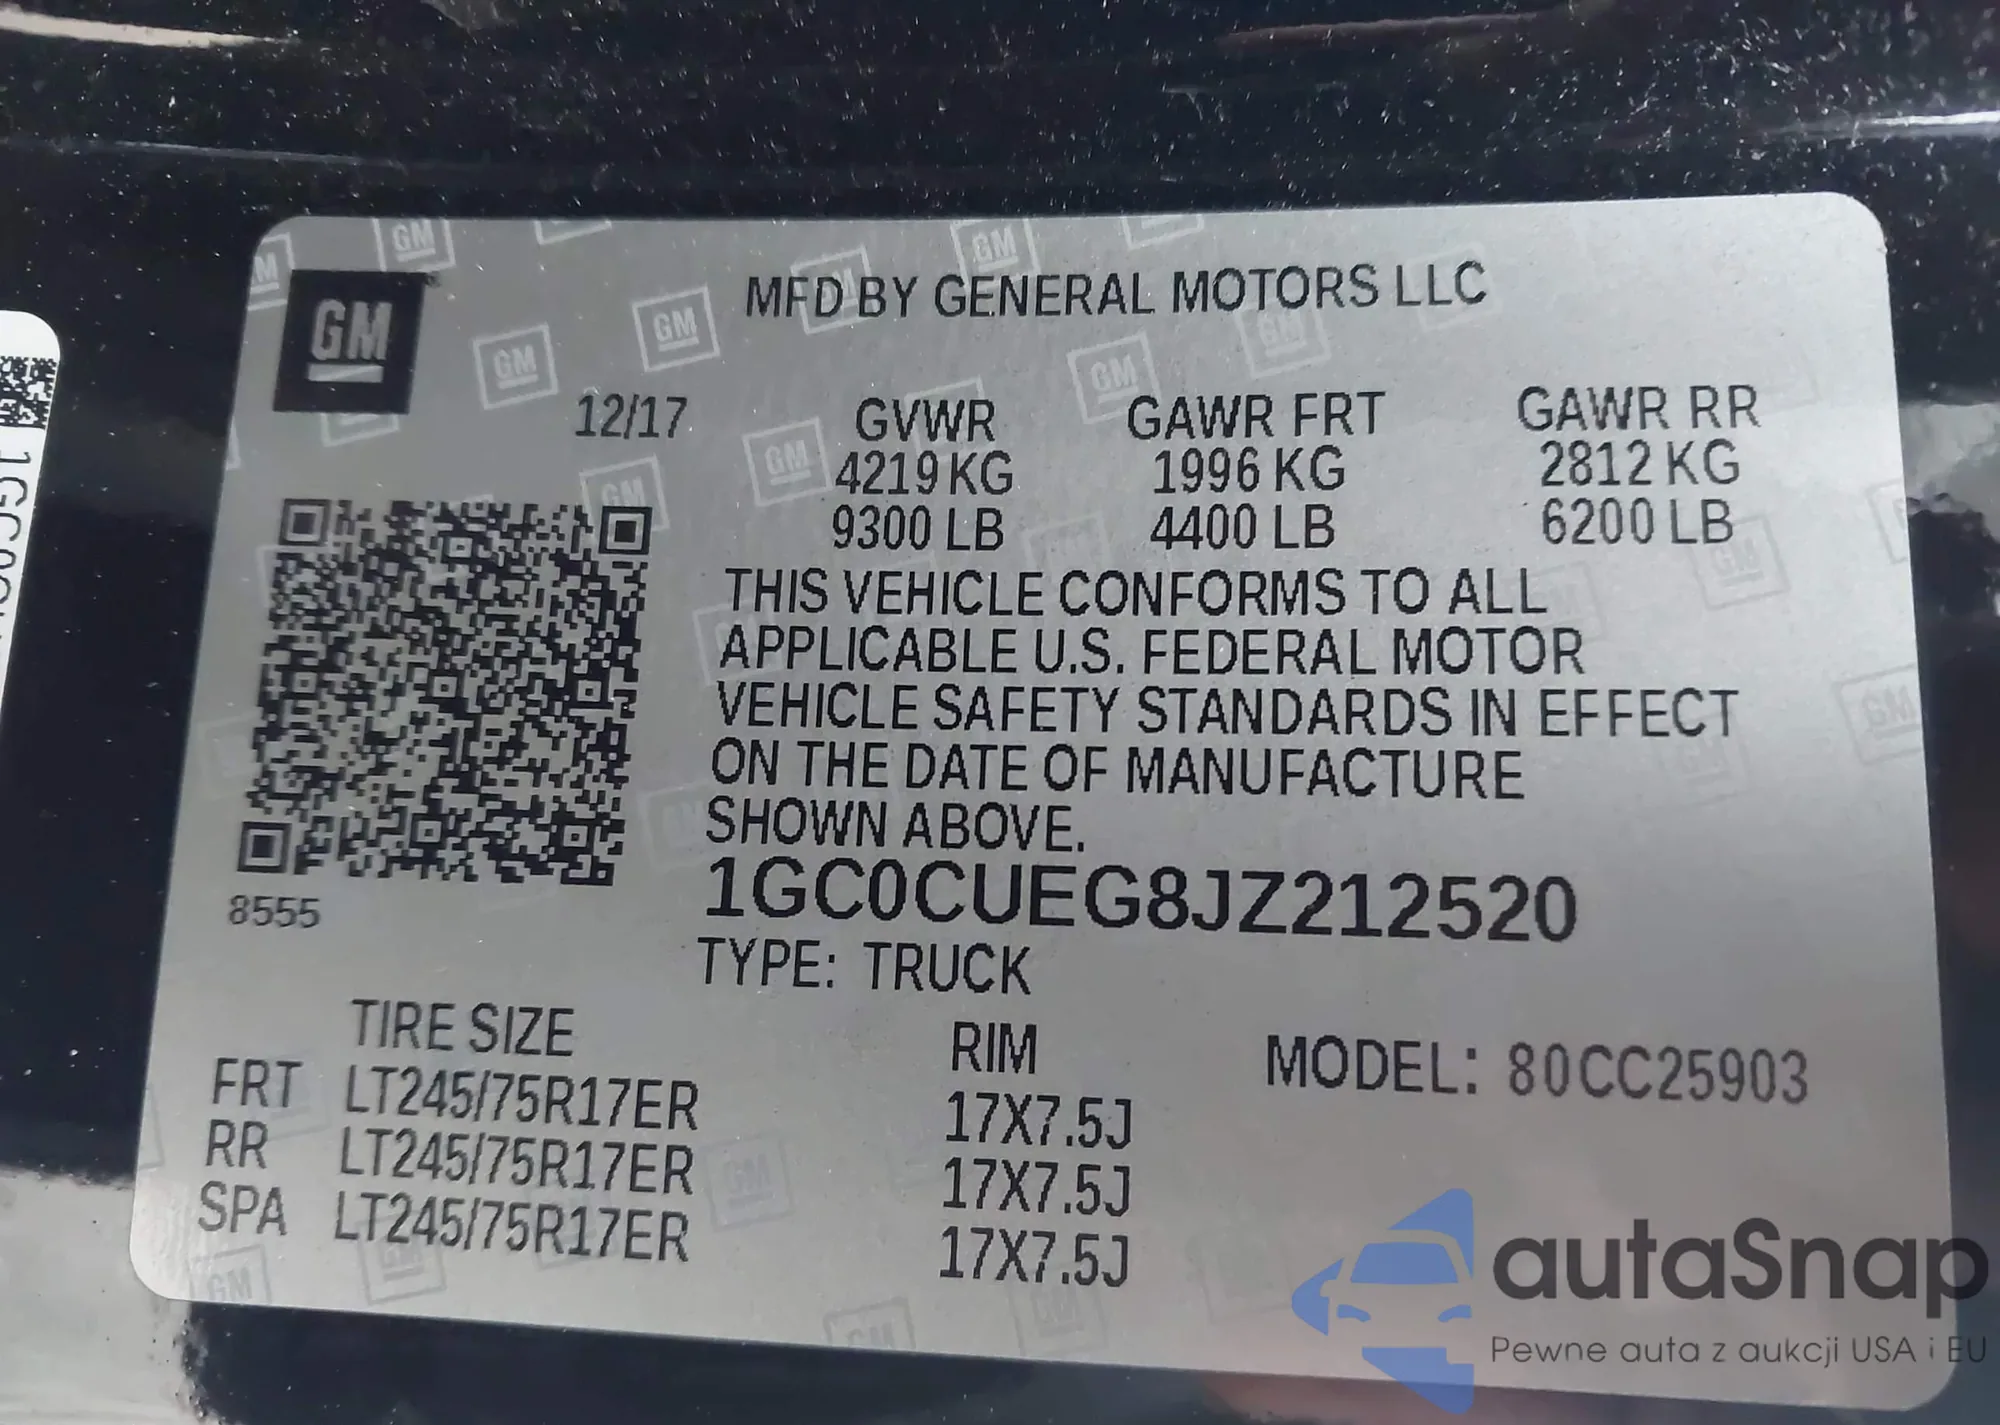 GM
MFD BY GENERAL MOTORS LLC
12/17 GVWR GAWR FRT GAWR RR
4219 KG 1996 KG 2812 KG
9300 LB 4400 LB 6200 LB
THIS VEHICLE CONFORMS TO ALL
APPLICABLE U.S. FEDERAL MOTOR
VEHICLE SAFETY STANDARDS IN EFFECT
ON THE DATE OF MANUFACTURE
SHOWN ABOVE.
1GC0CUEG8JZ212520
8555
TYPE: TRUCK
TIRE SIZE RIM MODEL: 80CC25903
FRT LT245/75R17ER 17X7.5J
RR LT245/75R17ER 17X7.5J
SPA LT245/75R17ER 17X7.5J
autaSnap
Pewne auta z aukcji USA i EU